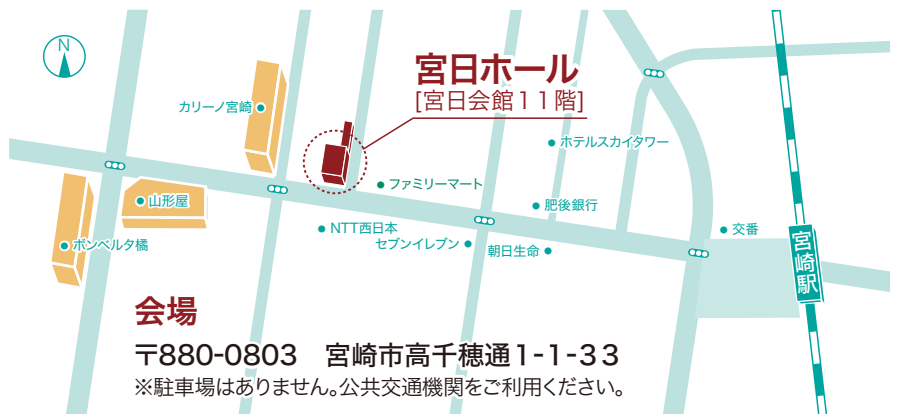 N
宮日ホール
[宮日会館11階]
カリーノ宮崎
ホテルスカイタワー
ファミリーマート
山形屋
肥後銀行
NTT西日本
セブンイレブン
朝日生命
交番
ボンベルタ橘
宮崎駅
会場
〒880-0803　宮崎市高千穂通1-1-33
※駐車場はありません。公共交通機関をご利用ください。